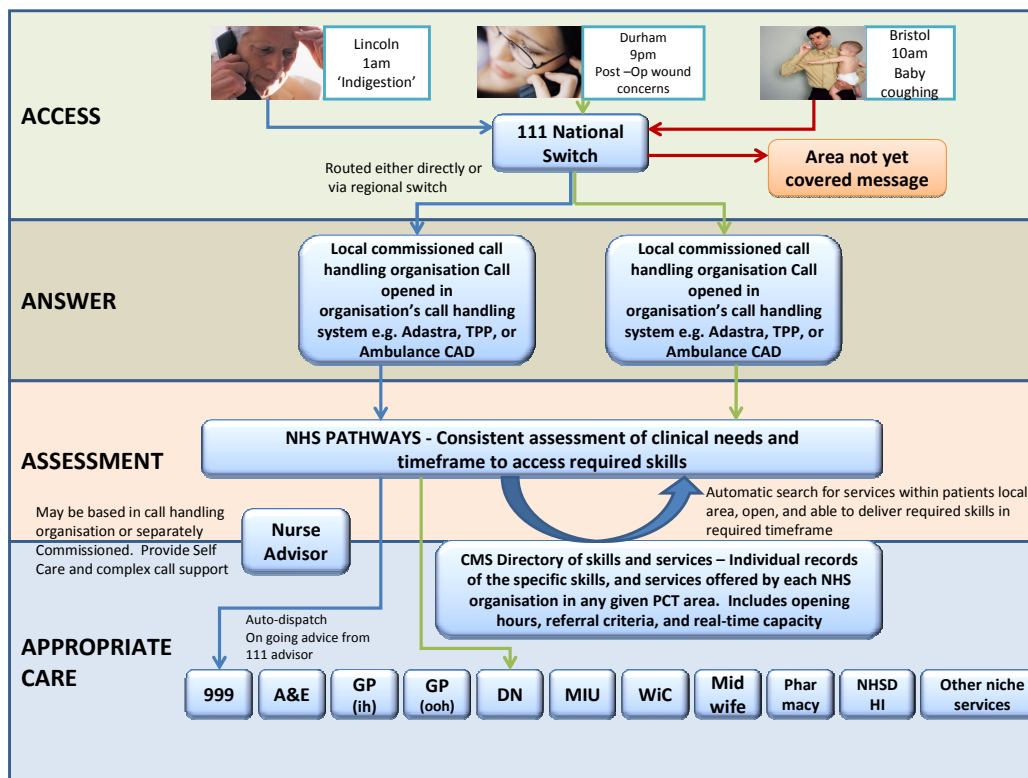 Lincoln
1am
‘Indigestion’
Durham
9pm
Post –Op wound
concerns
Bristol
10am
Baby
coughing
ACCESS
111 National
Switch
Routed either directly or
via regional switch
Area not yet
covered message
ANSWER
Local commissioned call
handling organisation Call
opened in
organisation’s call handling
system e.g. Adastra, TPP, or
Ambulance CAD
Local commissioned call
handling organisation Call
opened in
organisation’s call handling
system e.g. Adastra, TPP, or
Ambulance CAD
ASSESSMENT
NHS PATHWAYS - Consistent assessment of clinical needs and
timeframe to access required skills
Automatic search for services within patients local
area, open, and able to deliver required skills in
required timeframe
May be based in call handling
organisation or separately
Commissioned. Provide Self
Care and complex call support
Nurse
Advisor
CMS Directory of skills and services – Individual records
of the specific skills, and services offered by each NHS
organisation in any given PCT area. Includes opening
hours, referral criteria, and real-time capacity
Auto-dispatch
On going advice from
111 advisor
APPROPRIATE
CARE
999
A&E
GP
(ih)
GP
(ooh)
DN
MIU
WiC
Mid
wife
Phar
macy
NHSD
HI
Other niche
services